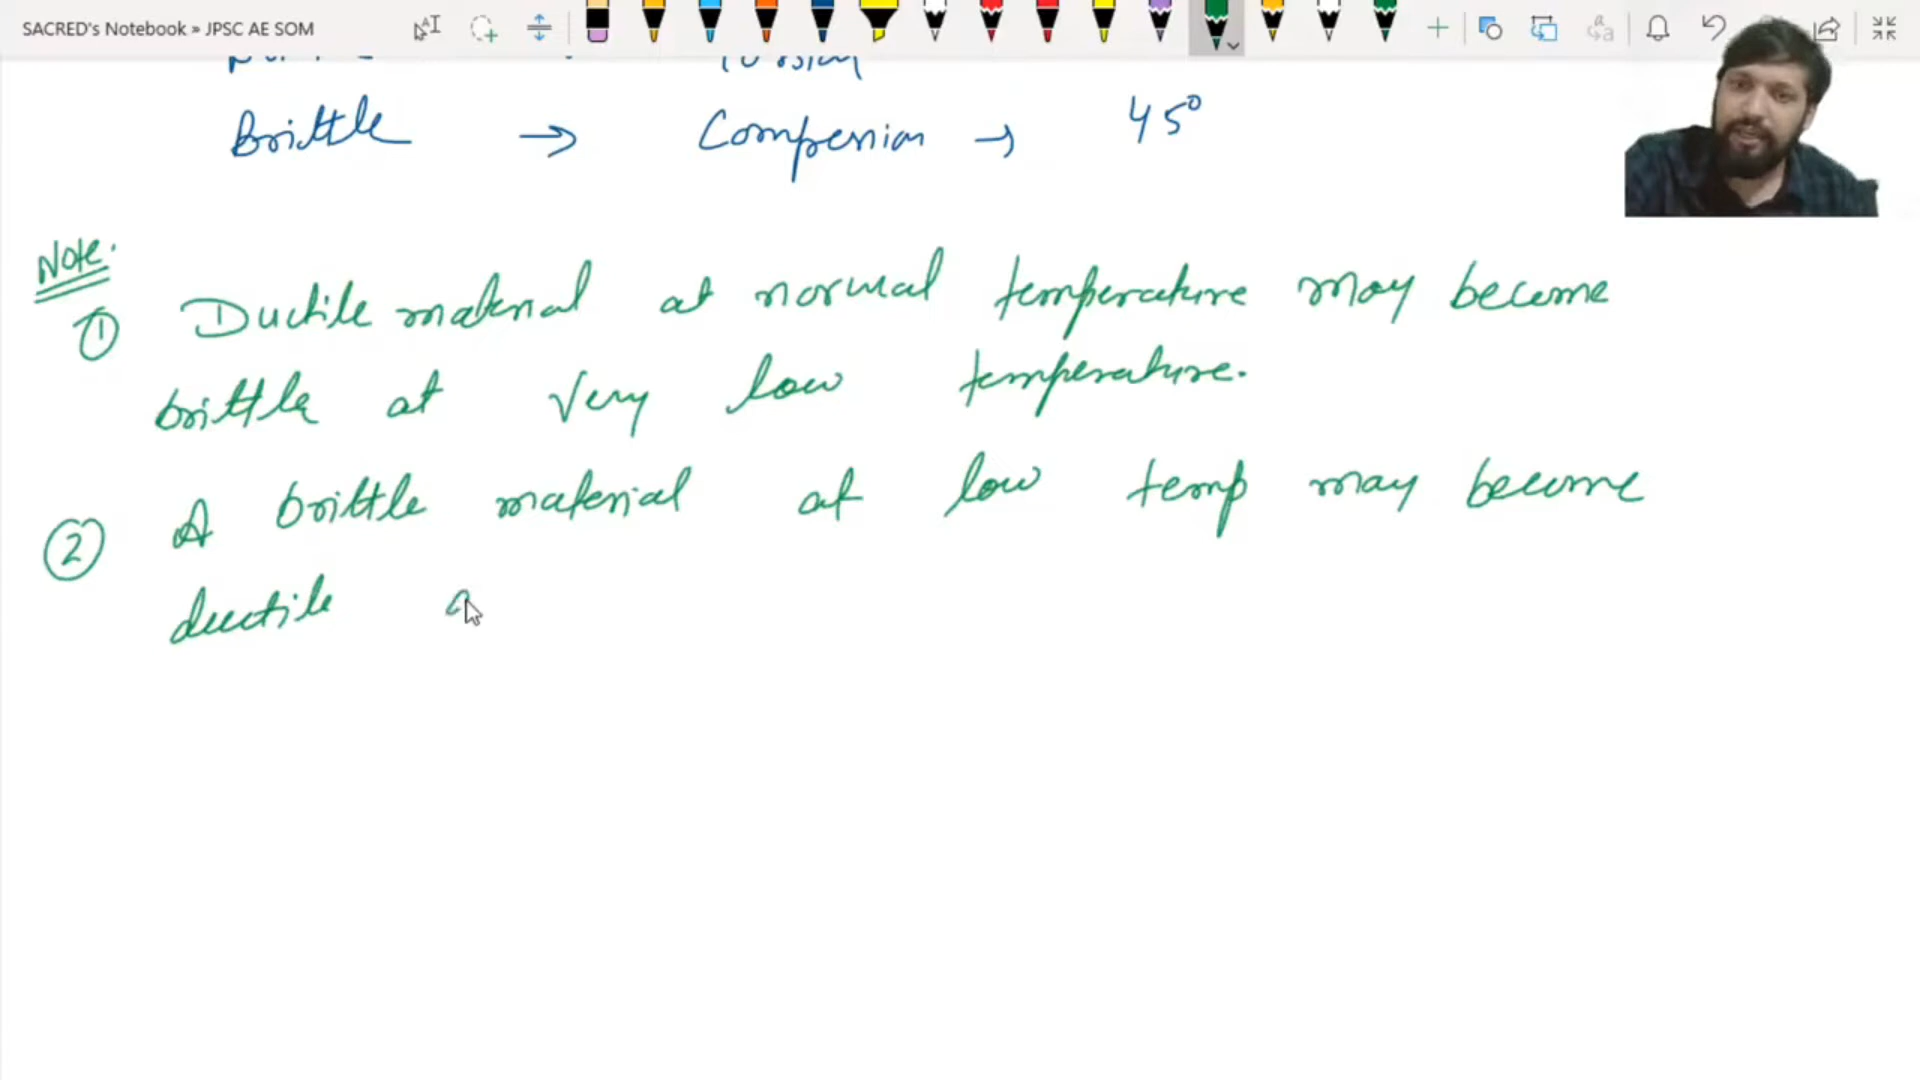 SACRED's Notebook » JPSC AE SOM
Brittle → Compression → 45°
Note:
① Ductile material at normal temperature may become
brittle at very low temperature.
② A brittle material at low temp may become
ductile